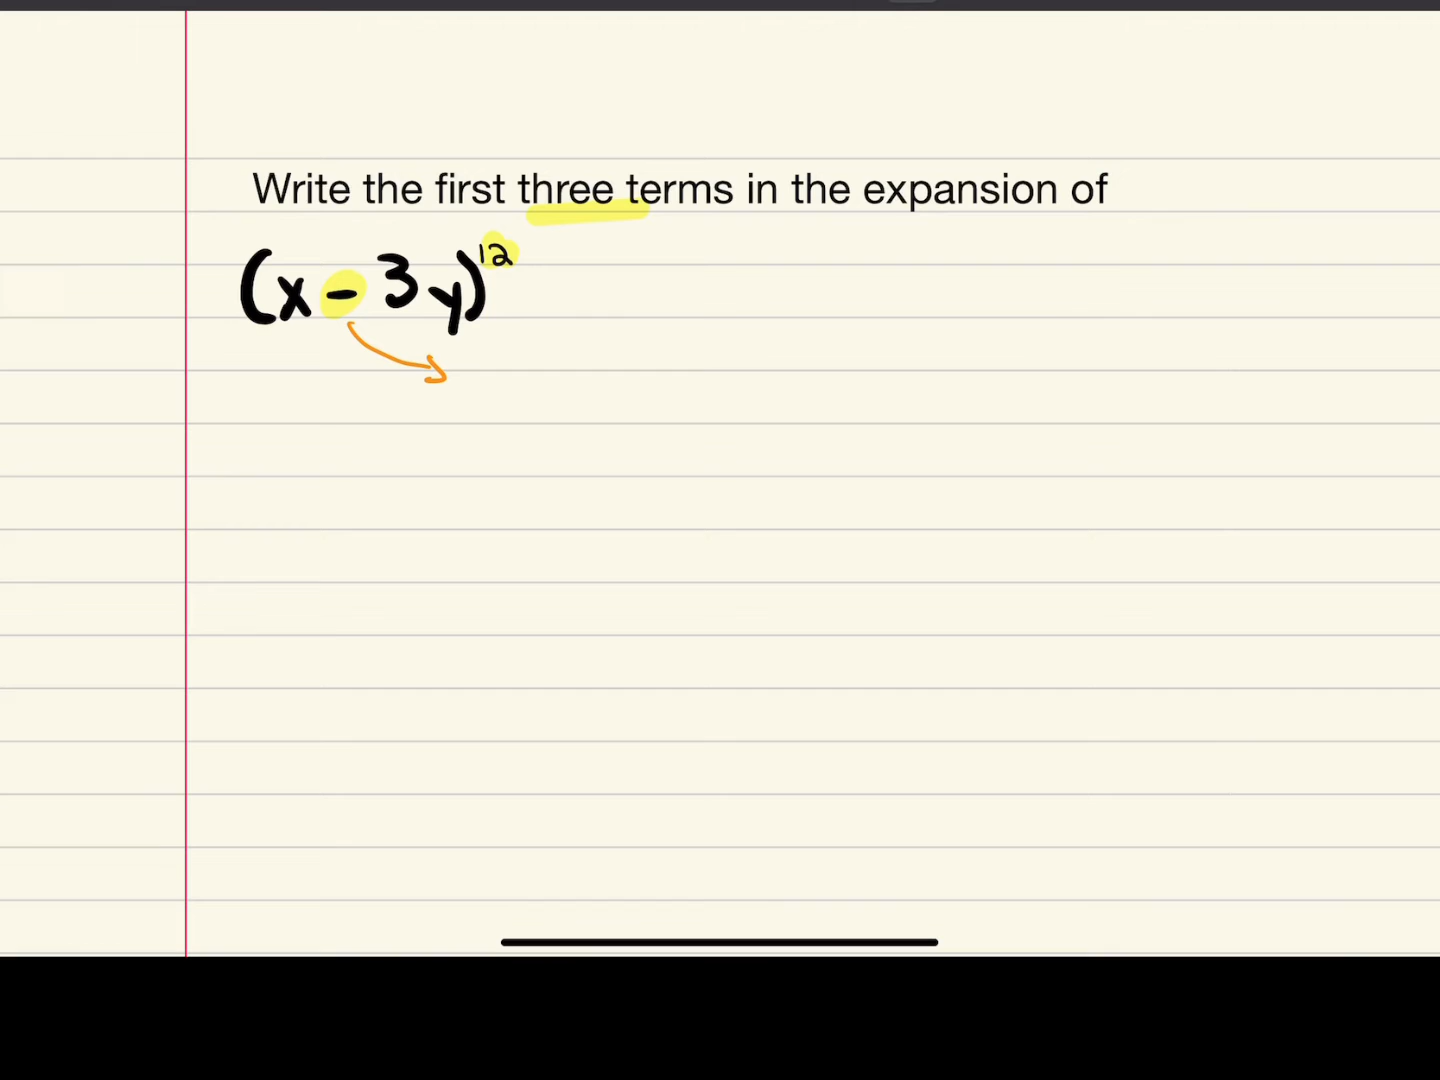 Write the first three terms in the expansion of
(x - 3y)¹²